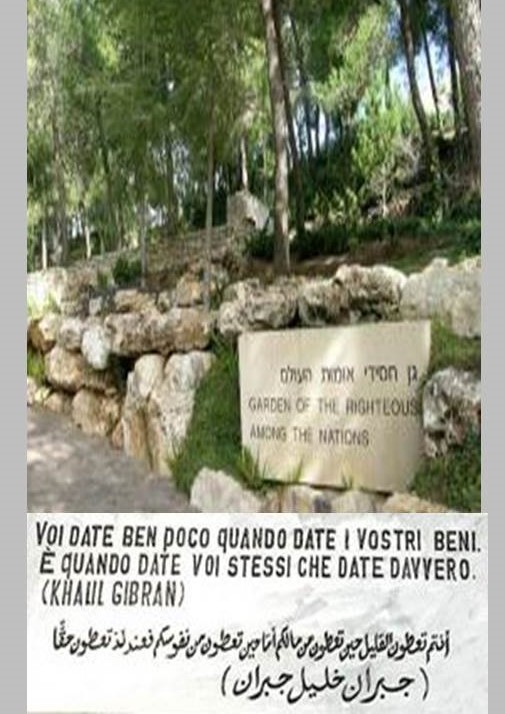 גן חסידי אומות העולם
GARDEN OF THE RIGHTEOUS
AMONG THE NATIONS
VOI DATE BEN POCO QUANDO DATE I VOSTRI BENI.
È QUANDO DATE VOI STESSI CHE DATE DAVVERO.
(KHALIL GIBRAN)
أنتم تعطون القليل حين تعطون من مالكم أما حين تعطون من نفوسكم فعندئذ تعطون حقًا
(جبران خليل جبران)